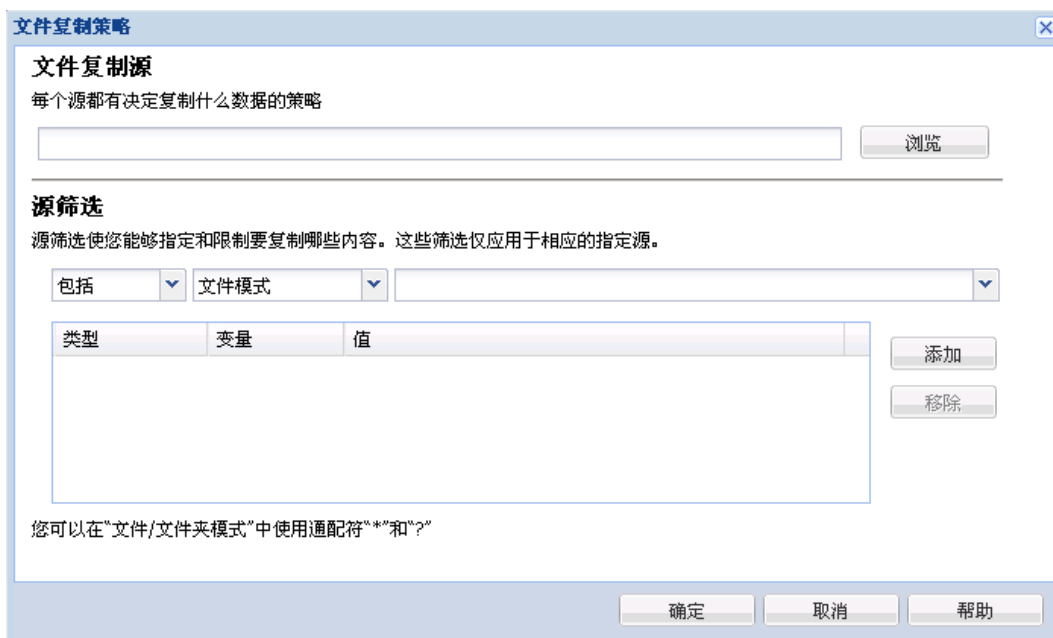 文件复制策略
文件复制源
每个源都有决定复制什么数据的策略
浏览
源筛选
源筛选使您能够指定和限制要复制哪些内容。这些筛选仅应用于相应的指定源。
包括 文件模式
类型 变量 值
添加
移除
您可以在“文件/文件夹模式”中使用通配符“*”和“?”
确定 取消 帮助